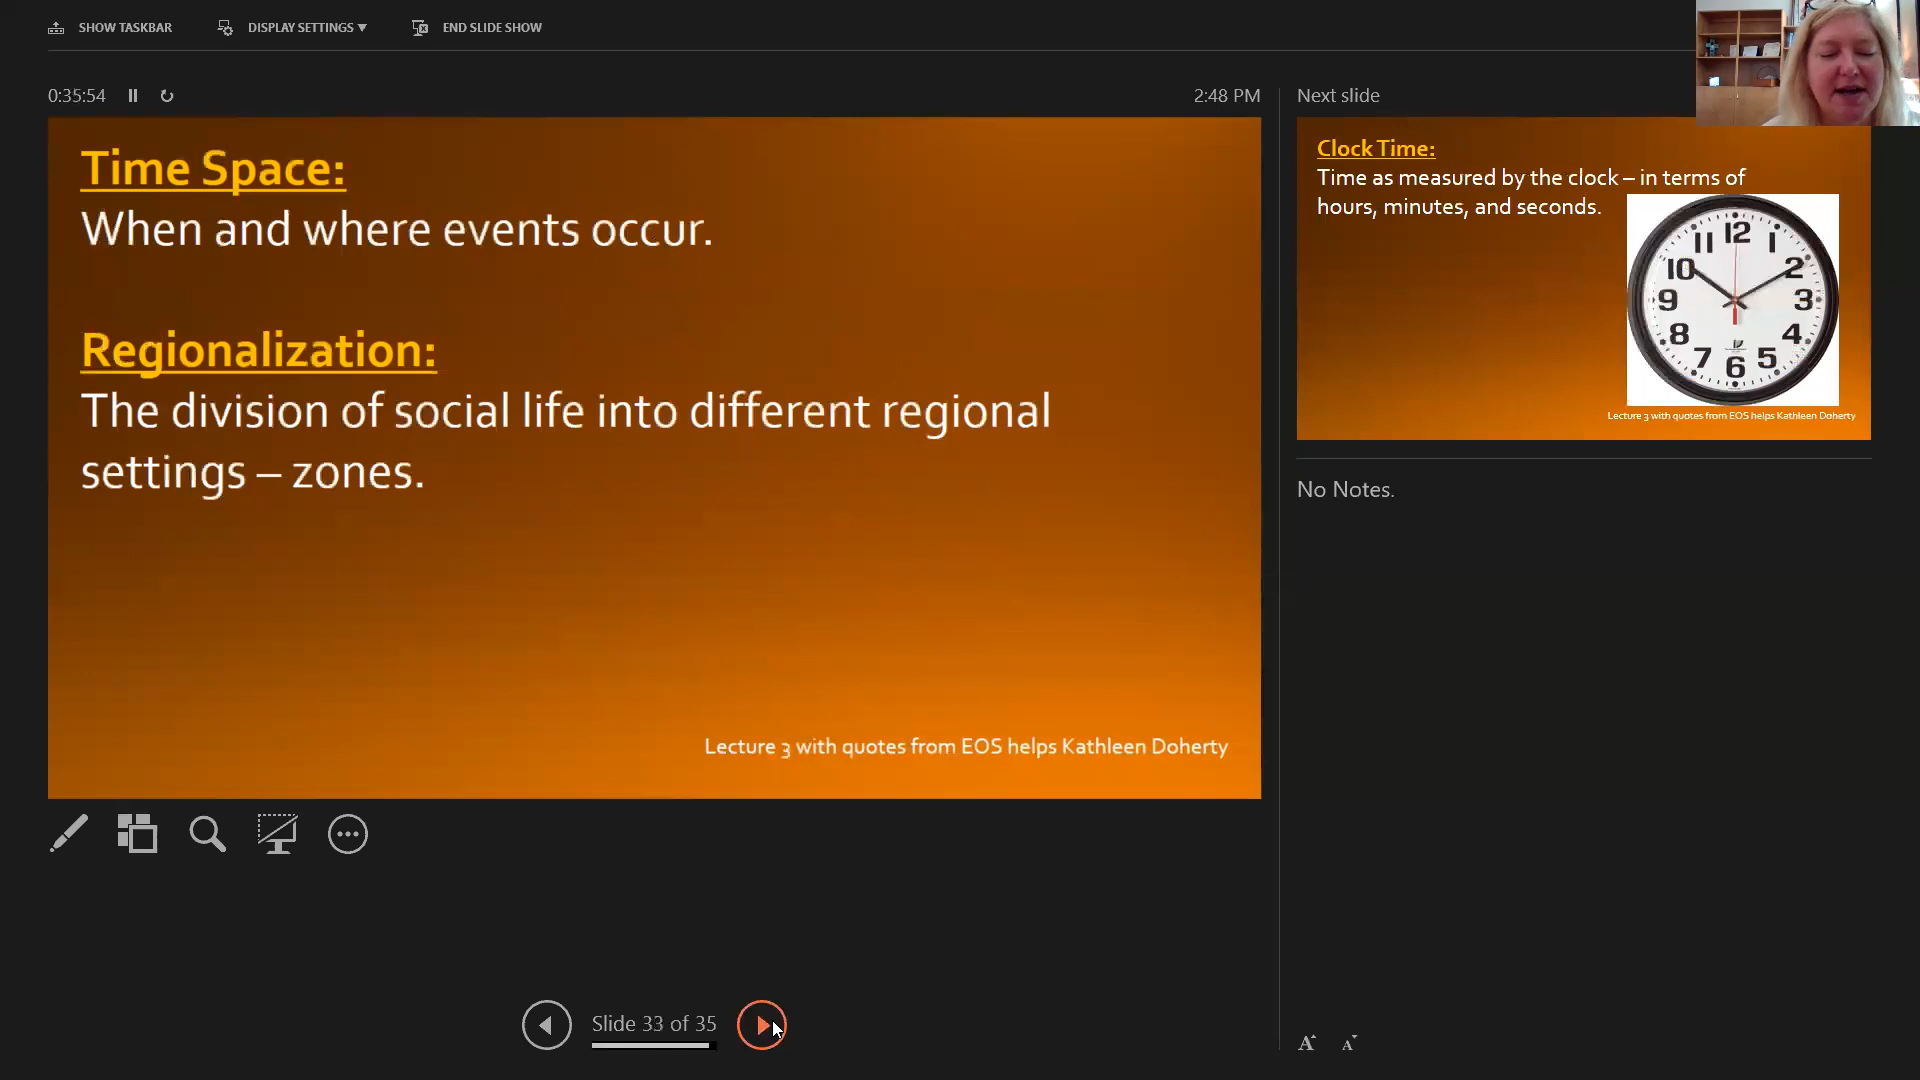 SHOW TASKBAR
DISPLAY SETTINGS ▼
END SLIDE SHOW
0:35:54
2:48 PM
Time Space:
When and where events occur.
Regionalization:
The division of social life into different regional
settings – zones.
Lecture 3 with quotes from EOS helps Kathleen Doherty
Next slide
Clock Time:
Time as measured by the clock – in terms of
hours, minutes, and seconds.
12
11 1
10 2
9 3
8 4
7 5
6
Lecture 3 with quotes from EOS helps Kathleen Doherty
No Notes.
Slide 33 of 35
A A